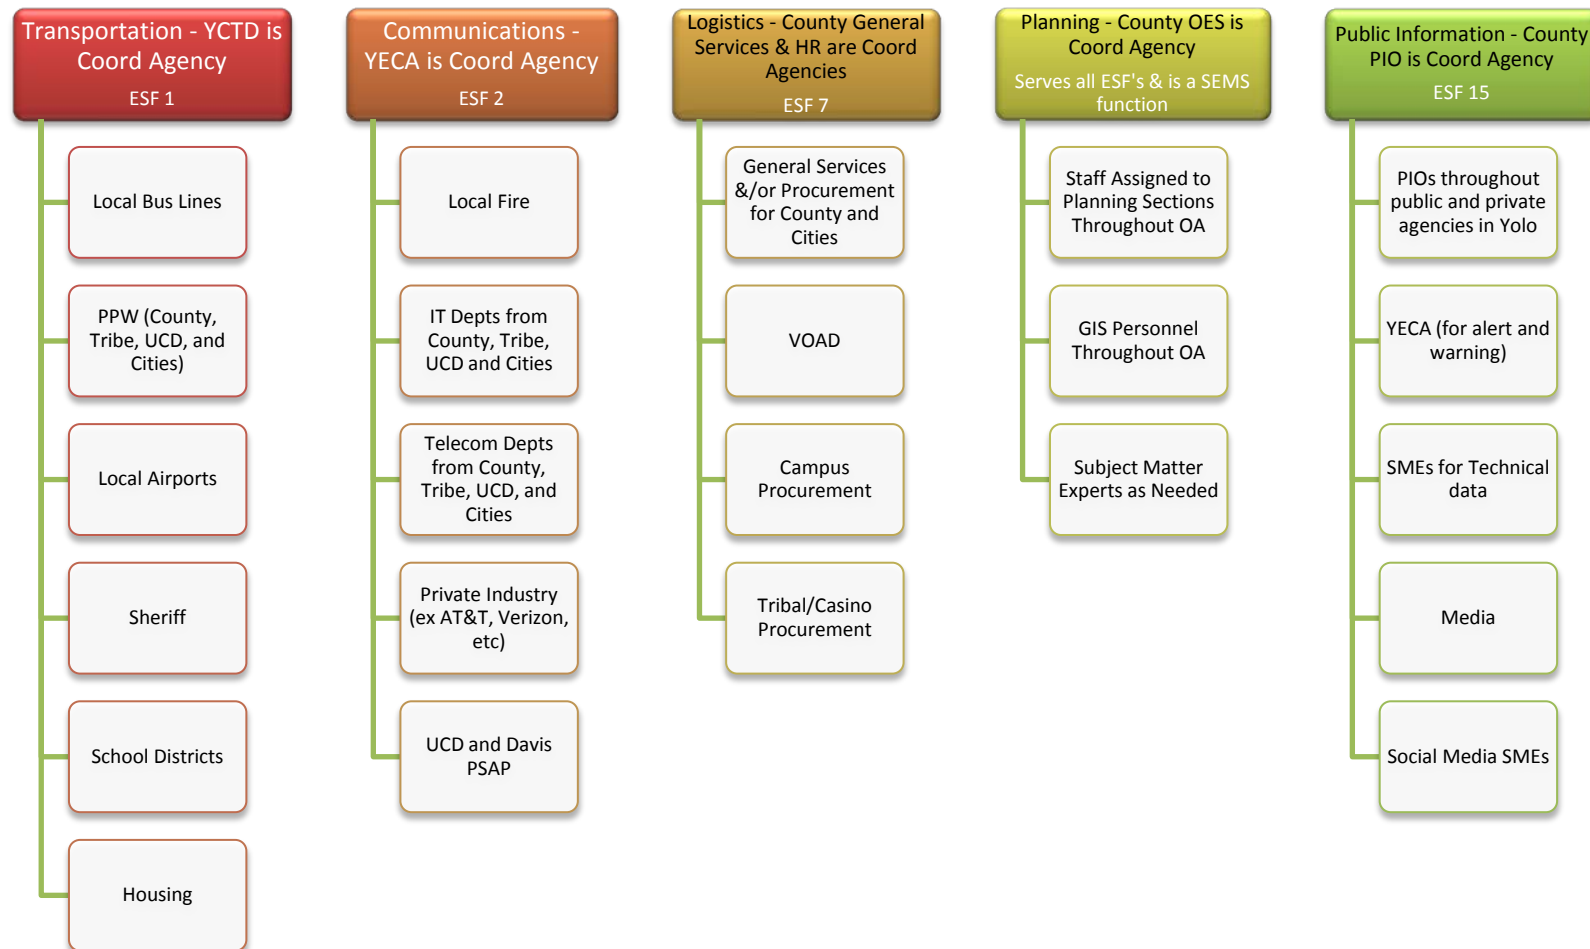 Transportation - YCTD is
Coord Agency
ESF 1
Local Bus Lines
PPW (County,
Tribe, UCD, and
Cities)
Local Airports
Sheriff
School Districts
Housing
Communications -
YECA is Coord Agency
ESF 2
Local Fire
IT Depts from
County, Tribe,
UCD and Cities
Telecom Depts
from County,
Tribe, UCD, and
Cities
Private Industry
(ex AT&T, Verizon,
etc)
UCD and Davis
PSAP
Logistics - County General
Services & HR are Coord
Agencies
ESF 7
General Services
&/or Procurement
for County and
Cities
VOAD
Campus
Procurement
Tribal/Casino
Procurement
Planning - County OES is
Coord Agency
Serves all ESF's & is a SEMS
function
Staff Assigned to
Planning Sections
Throughout OA
GIS Personnel
Throughout OA
Subject Matter
Experts as Needed
Public Information - County
PIO is Coord Agency
ESF 15
PIOs throughout
public and private
agencies in Yolo
YECA (for alert and
warning)
SMEs for Technical
data
Media
Social Media SMEs